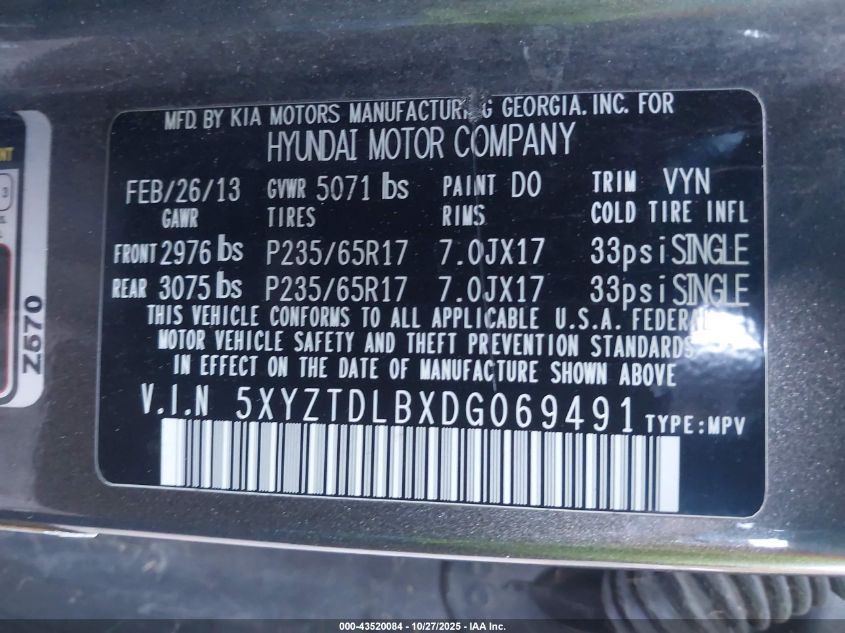 MFD. BY KIA MOTORS MANUFACTURING GEORGIA. INC. FOR
HYUNDAI MOTOR COMPANY
FEB/26/13 GVWR 5071 lbs PAINT D0 TRIM VYN
GAWR TIRES RIMS COLD TIRE INFL
FRONT 2976 lbs P235/65R17 7.0JX17 33psi SINGLE
REAR 3075 lbs P235/65R17 7.0JX17 33psi SINGLE
THIS VEHICLE CONFORMS TO ALL APPLICABLE U.S.A. FEDERAL
MOTOR VEHICLE SAFETY AND THEFT PREVENTION STANDARDS
IN EFFECT ON THE DATE OF MANUFACTURE SHOWN ABOVE
V.I.N 5XYZTDLBXDG069491 TYPE:MPV
Z670
000-43520084 | 10/27/2025 | IAA Inc.